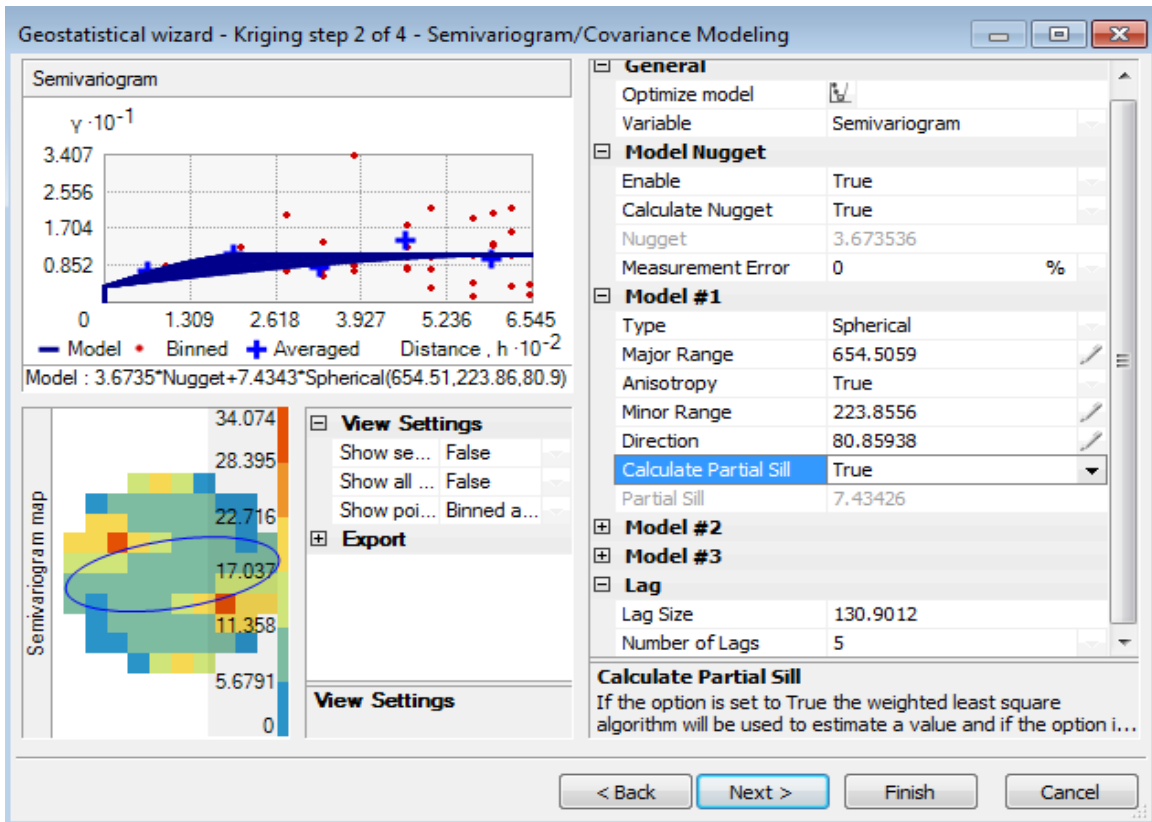 Geostatistical wizard - Kriging step 2 of 4 - Semivariogram/Covariance Modeling
Semivariogram
γ ·10⁻¹
3.407
2.556
1.704
0.852
0 1.309 2.618 3.927 5.236 6.545
Model Binned Averaged Distance , h ·10⁻²
Model : 3.6735*Nugget+7.4343*Spherical(654.51,223.86,80.9)
Semivariogram map
34.074
28.395
22.716
17.037
11.358
5.6791
0
View Settings
Show se... False
Show all ... False
Show poi... Binned a...
Export
View Settings
General
Optimize model
Variable Semivariogram
Model Nugget
Enable True
Calculate Nugget True
Nugget 3.673536
Measurement Error 0 %
Model #1
Type Spherical
Major Range 654.5059
Anisotropy True
Minor Range 223.8556
Direction 80.85938
Calculate Partial Sill True
Partial Sill 7.43426
Model #2
Model #3
Lag
Lag Size 130.9012
Number of Lags 5
Calculate Partial Sill
If the option is set to True the weighted least square
algorithm will be used to estimate a value and if the option i...
< Back Next > Finish Cancel